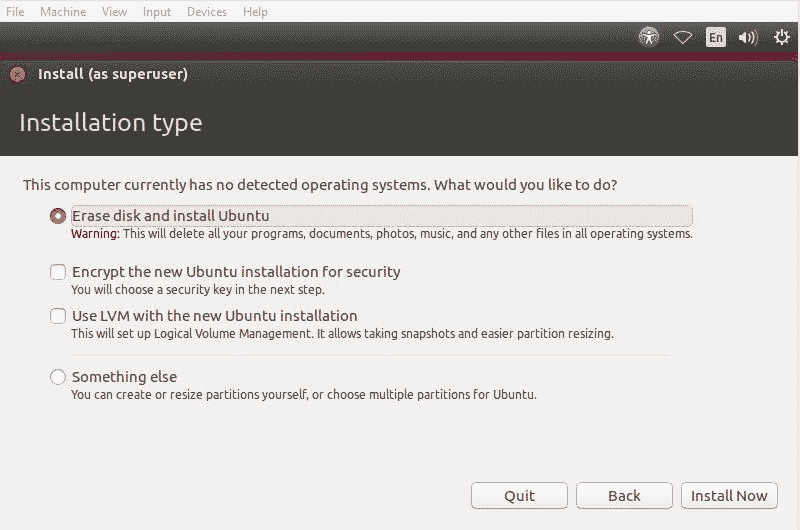 File Machine View Input Devices Help
En
Install (as superuser)
Installation type
This computer currently has no detected operating systems. What would you like to do?
Erase disk and install Ubuntu
Warning: This will delete all your programs, documents, photos, music, and any other files in all operating systems.
Encrypt the new Ubuntu installation for security
You will choose a security key in the next step.
Use LVM with the new Ubuntu installation
This will set up Logical Volume Management. It allows taking snapshots and easier partition resizing.
Something else
You can create or resize partitions yourself, or choose multiple partitions for Ubuntu.
Quit Back Install Now